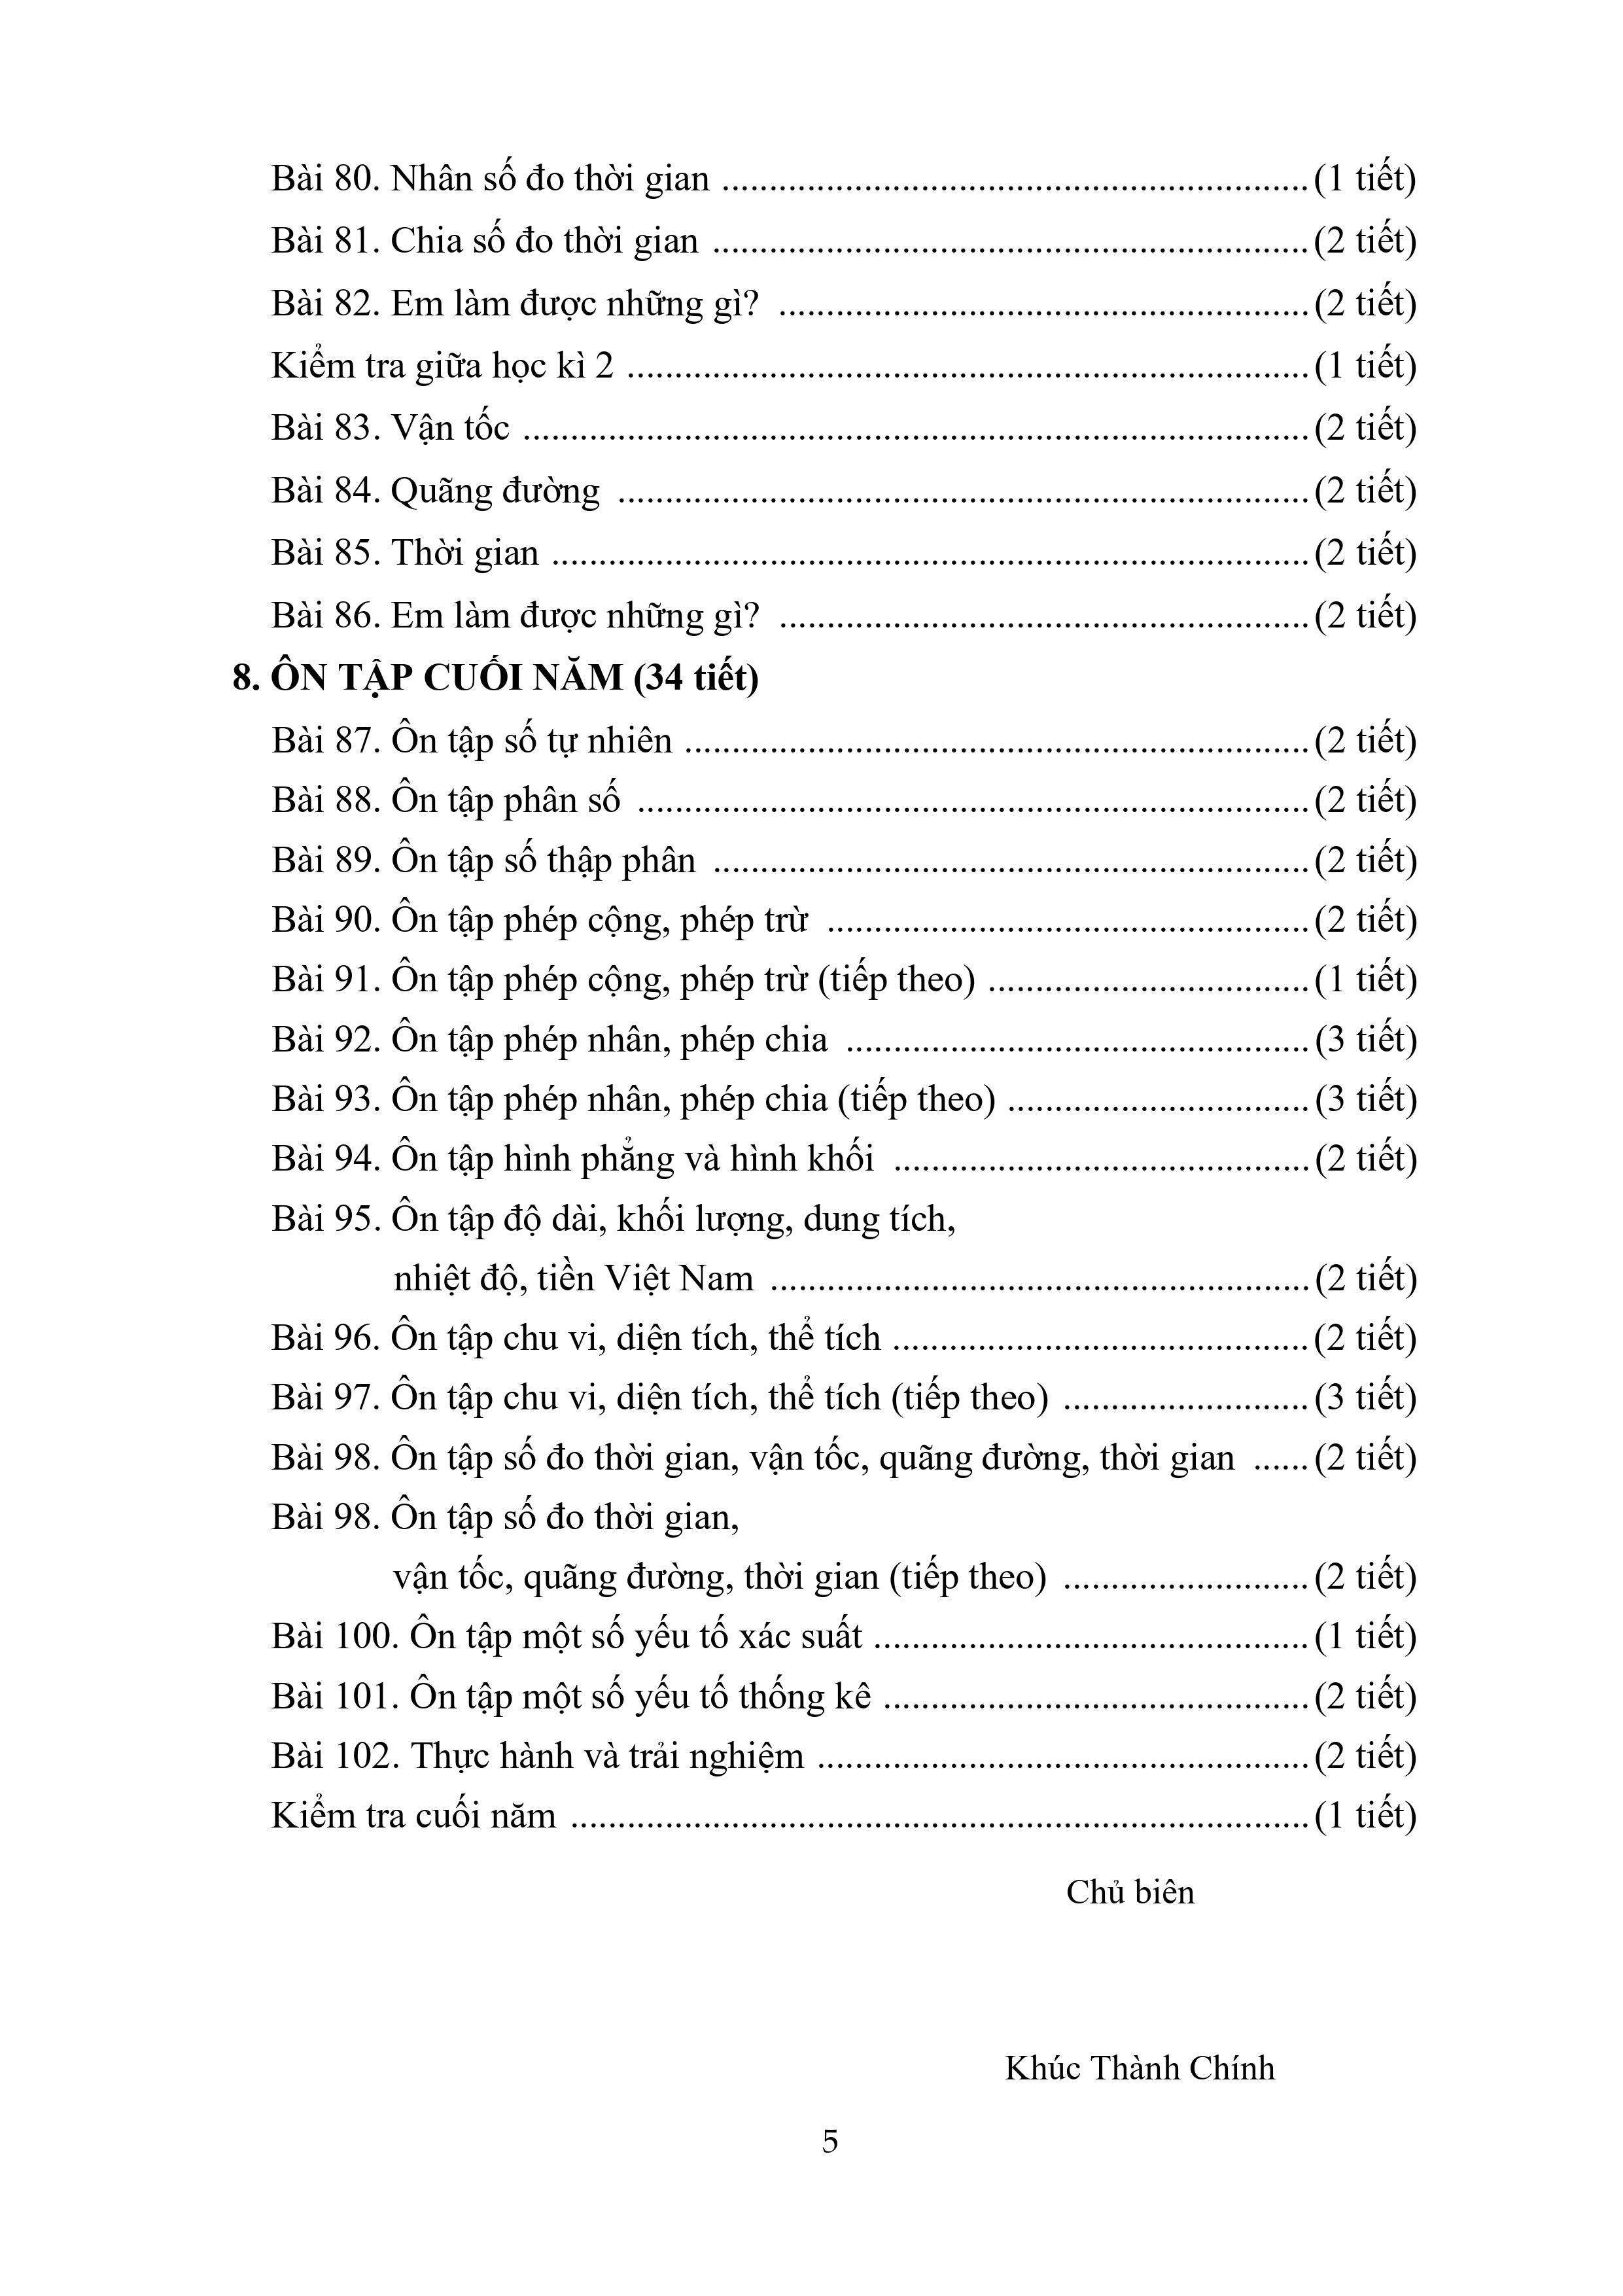 Bài 80. Nhân số đo thời gian ............................................................. (1 tiết)
Bài 81. Chia số đo thời gian .............................................................. (2 tiết)
Bài 82. Em làm được những gì? ....................................................... (2 tiết)
Kiểm tra giữa học kì 2 ....................................................................... (1 tiết)
Bài 83. Vận tốc .................................................................................. (2 tiết)
Bài 84. Quãng đường ........................................................................ (2 tiết)
Bài 85. Thời gian ............................................................................... (2 tiết)
Bài 86. Em làm được những gì? ....................................................... (2 tiết)
8. ÔN TẬP CUỐI NĂM (34 tiết)
Bài 87. Ôn tập số tự nhiên ................................................................. (2 tiết)
Bài 88. Ôn tập phân số ...................................................................... (2 tiết)
Bài 89. Ôn tập số thập phân .............................................................. (2 tiết)
Bài 90. Ôn tập phép cộng, phép trừ .................................................. (2 tiết)
Bài 91. Ôn tập phép cộng, phép trừ (tiếp theo) ................................. (1 tiết)
Bài 92. Ôn tập phép nhân, phép chia ................................................ (3 tiết)
Bài 93. Ôn tập phép nhân, phép chia (tiếp theo) ............................... (3 tiết)
Bài 94. Ôn tập hình phẳng và hình khối ........................................... (2 tiết)
Bài 95. Ôn tập độ dài, khối lượng, dung tích,
nhiệt độ, tiền Việt Nam ........................................................ (2 tiết)
Bài 96. Ôn tập chu vi, diện tích, thể tích ........................................... (2 tiết)
Bài 97. Ôn tập chu vi, diện tích, thể tích (tiếp theo) ......................... (3 tiết)
Bài 98. Ôn tập số đo thời gian, vận tốc, quãng đường, thời gian ...... (2 tiết)
Bài 98. Ôn tập số đo thời gian,
vận tốc, quãng đường, thời gian (tiếp theo) ......................... (2 tiết)
Bài 100. Ôn tập một số yếu tố xác suất ............................................. (1 tiết)
Bài 101. Ôn tập một số yếu tố thống kê ............................................ (2 tiết)
Bài 102. Thực hành và trải nghiệm ................................................... (2 tiết)
Kiểm tra cuối năm ............................................................................. (1 tiết)
Chủ biên
Khúc Thành Chính
5